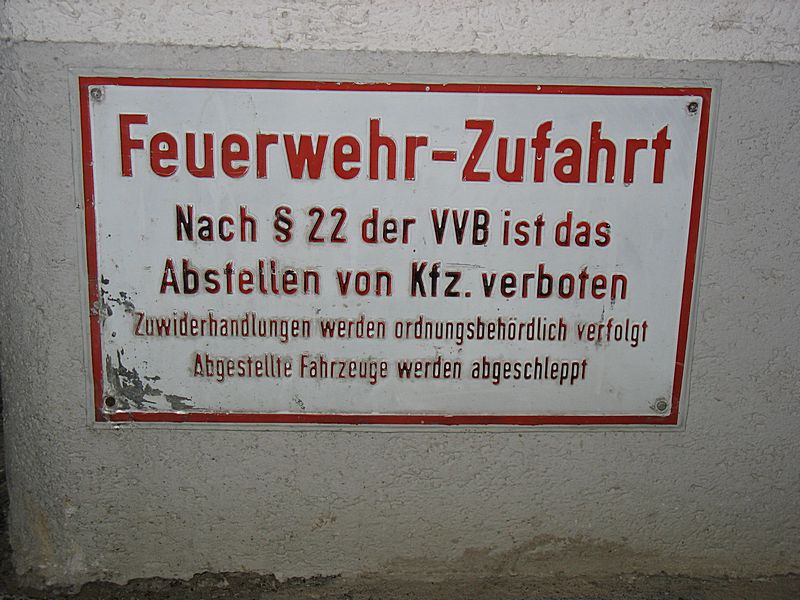 Feuerwehr-Zufahrt
Nach § 22 der VVB ist das
Abstellen von Kfz. verboten
Zuwiderhandlungen werden ordnungsbehördlich verfolgt
Abgestellte Fahrzeuge werden abgeschleppt